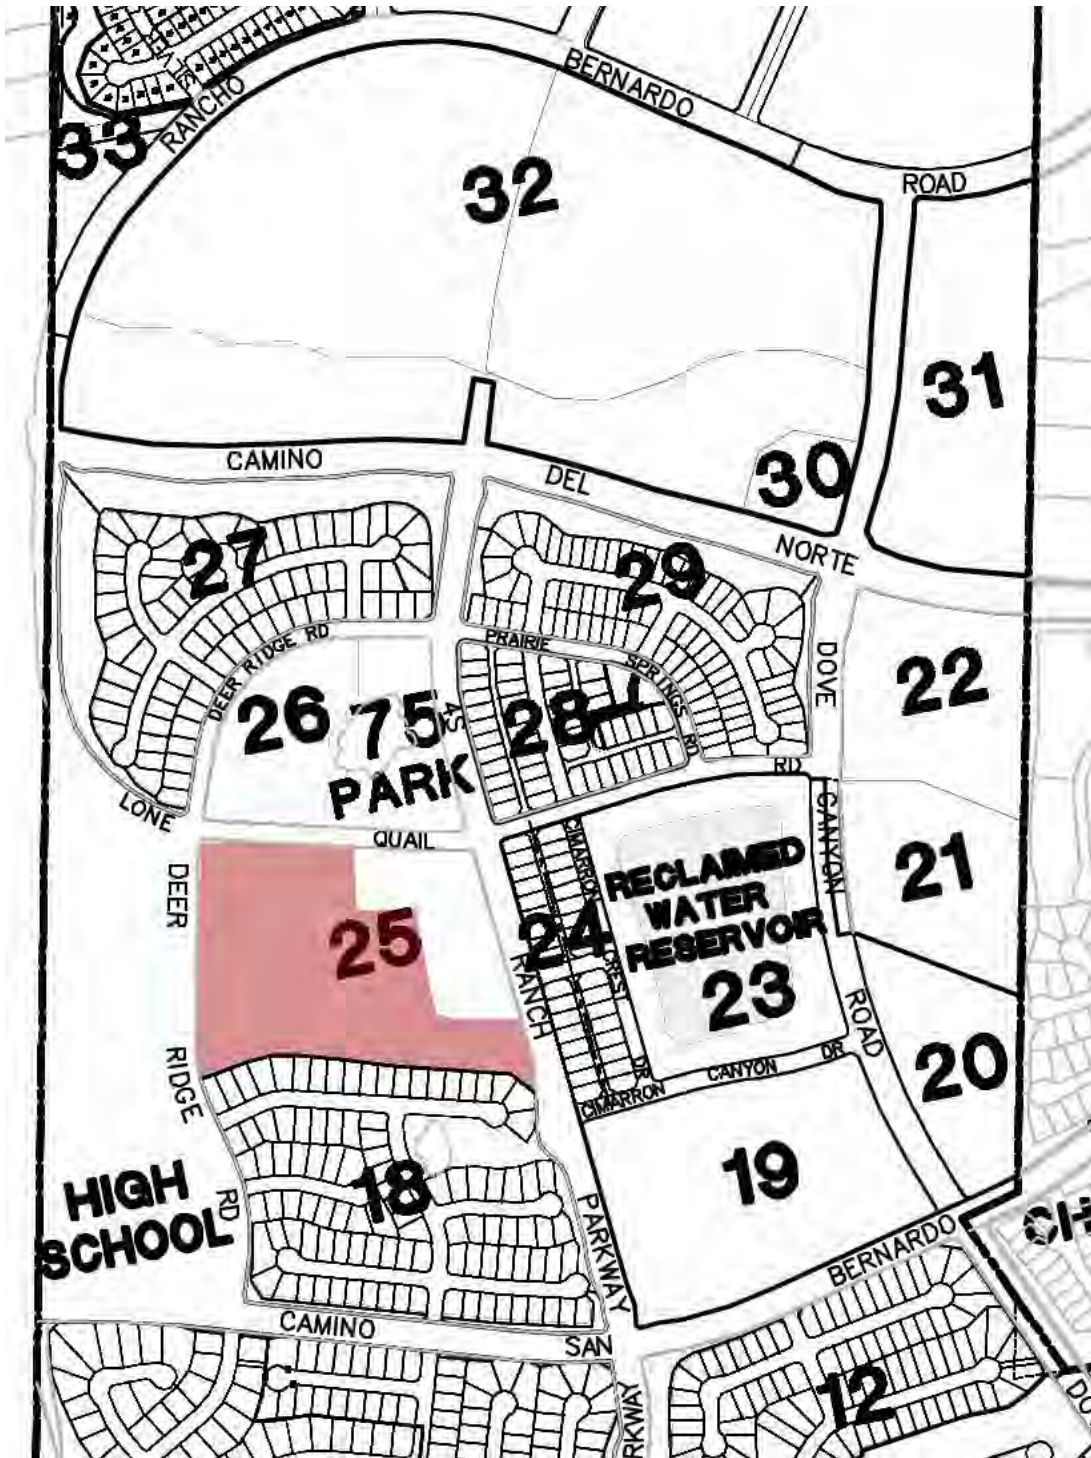 RANCHO
BERNARDO
ROAD
33
32
31
30
CAMINO
DEL
NORTE
27
29
DEER RIDGE RD
PRAIRIE
SPRINGS
RD
DOVE
22
26
75
PARK
4S
28
LONE
QUAIL
RD
CANYON
ROAD
DEER
RIDGE
RD
25
24
CIMARRON
CREST
DR
RANCH
PARKWAY
RECLAIMED
WATER
RESERVOIR
23
21
20
CIMARRON
CANYON
DR
19
18
HIGH
SCHOOL
CAMINO
SAN
BERNARDO
12